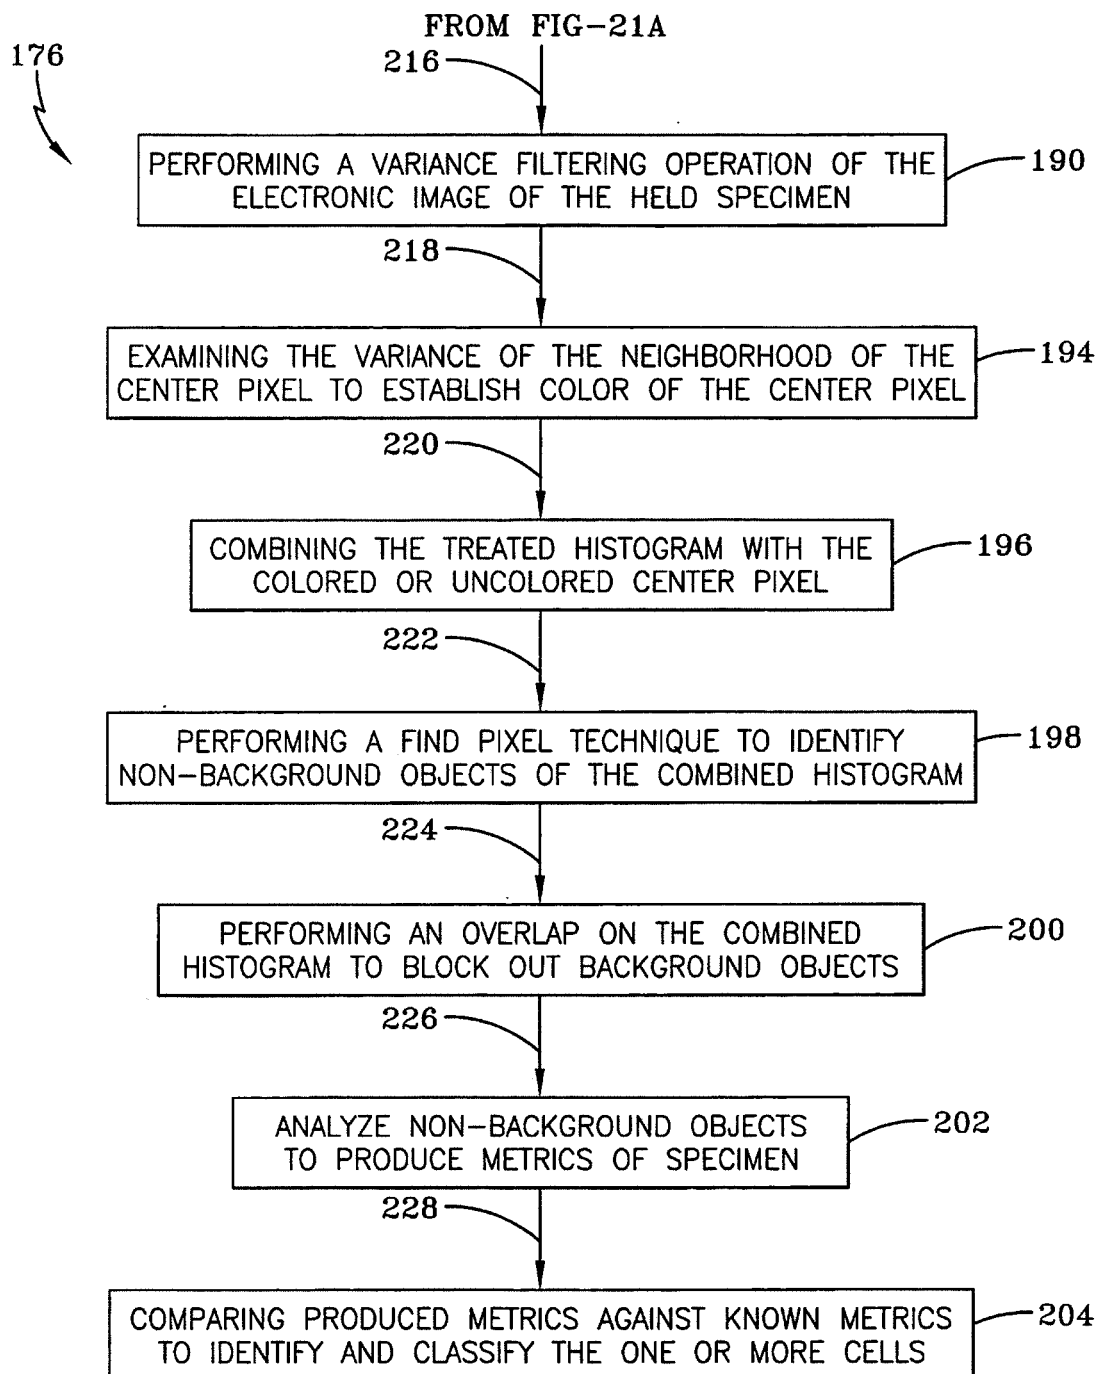 FROM FIG-21A
176
216
PERFORMING A VARIANCE FILTERING OPERATION OF THE
ELECTRONIC IMAGE OF THE HELD SPECIMEN
190
218
EXAMINING THE VARIANCE OF THE NEIGHBORHOOD OF THE
CENTER PIXEL TO ESTABLISH COLOR OF THE CENTER PIXEL
194
220
COMBINING THE TREATED HISTOGRAM WITH THE
COLORED OR UNCOLORED CENTER PIXEL
196
222
PERFORMING A FIND PIXEL TECHNIQUE TO IDENTIFY
NON-BACKGROUND OBJECTS OF THE COMBINED HISTOGRAM
198
224
PERFORMING AN OVERLAP ON THE COMBINED
HISTOGRAM TO BLOCK OUT BACKGROUND OBJECTS
200
226
ANALYZE NON-BACKGROUND OBJECTS
TO PRODUCE METRICS OF SPECIMEN
202
228
COMPARING PRODUCED METRICS AGAINST KNOWN METRICS
TO IDENTIFY AND CLASSIFY THE ONE OR MORE CELLS
204